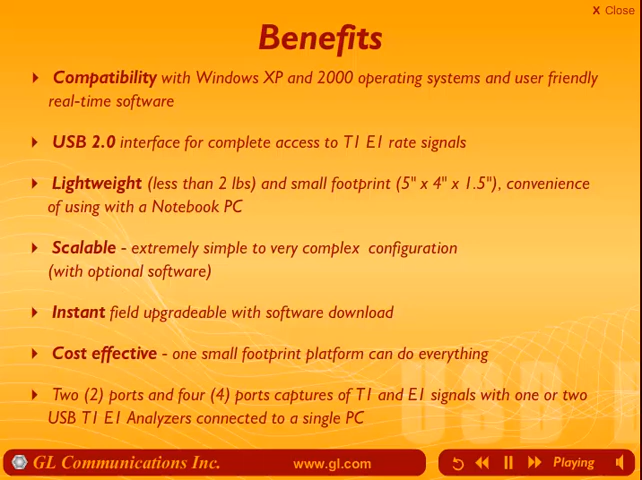 X Close
Benefits
Compatibility with Windows XP and 2000 operating systems and user friendly
real-time software
USB 2.0 interface for complete access to T1 E1 rate signals
Lightweight (less than 2 lbs) and small footprint (5" x 4" x 1.5"), convenience
of using with a Notebook PC
Scalable - extremely simple to very complex configuration
(with optional software)
Instant field upgradeable with software download
Cost effective - one small footprint platform can do everything
Two (2) ports and four (4) ports captures of T1 and E1 signals with one or two
USB T1 E1 Analyzers connected to a single PC
USB
GL Communications Inc. www.gl.com Playing